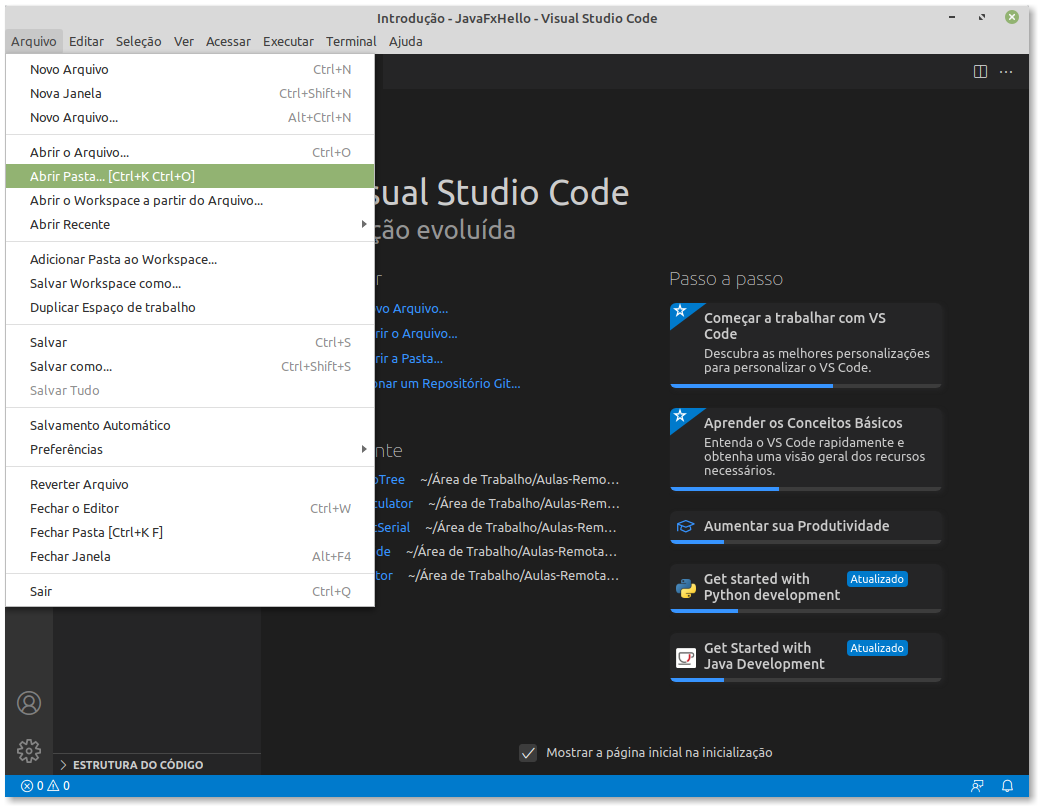 Introdução - JavaFxHello - Visual Studio Code
Arquivo Editar Seleção Ver Acessar Executar Terminal Ajuda
Novo Arquivo Ctrl+N
Nova Janela Ctrl+Shift+N
Novo Arquivo... Alt+Ctrl+N
Abrir o Arquivo... Ctrl+O
Abrir Pasta... [Ctrl+K Ctrl+O]
Abrir o Workspace a partir do Arquivo...
Abrir Recente
Adicionar Pasta ao Workspace...
Salvar Workspace como...
Duplicar Espaço de trabalho
Salvar Ctrl+S
Salvar como... Ctrl+Shift+S
Salvar Tudo
Salvamento Automático
Preferências
Reverter Arquivo
Fechar o Editor Ctrl+W
Fechar Pasta [Ctrl+K F]
Fechar Janela Alt+F4
Sair Ctrl+Q
sual Studio Code
ção evoluída
r
vo Arquivo...
rir o Arquivo...
rir a Pasta...
onar um Repositório Git...
nte
oTree ~/Área de Trabalho/Aulas-Remo...
culator ~/Área de Trabalho/Aulas-Rem...
tSerial ~/Área de Trabalho/Aulas-Rem...
de ~/Área de Trabalho/Aulas-Remota...
tor ~/Área de Trabalho/Aulas-Remota...
Passo a passo
Começar a trabalhar com VS
Code
Descubra as melhores personalizações
para personalizar o VS Code.
Aprender os Conceitos Básicos
Entenda o VS Code rapidamente e
obtenha uma visão geral dos recursos
necessários.
Aumentar sua Produtividade
Get started with Atualizado
Python development
Get Started with Atualizado
Java Development
Mostrar a página inicial na inicialização
ESTRUTURA DO CÓDIGO
0 0